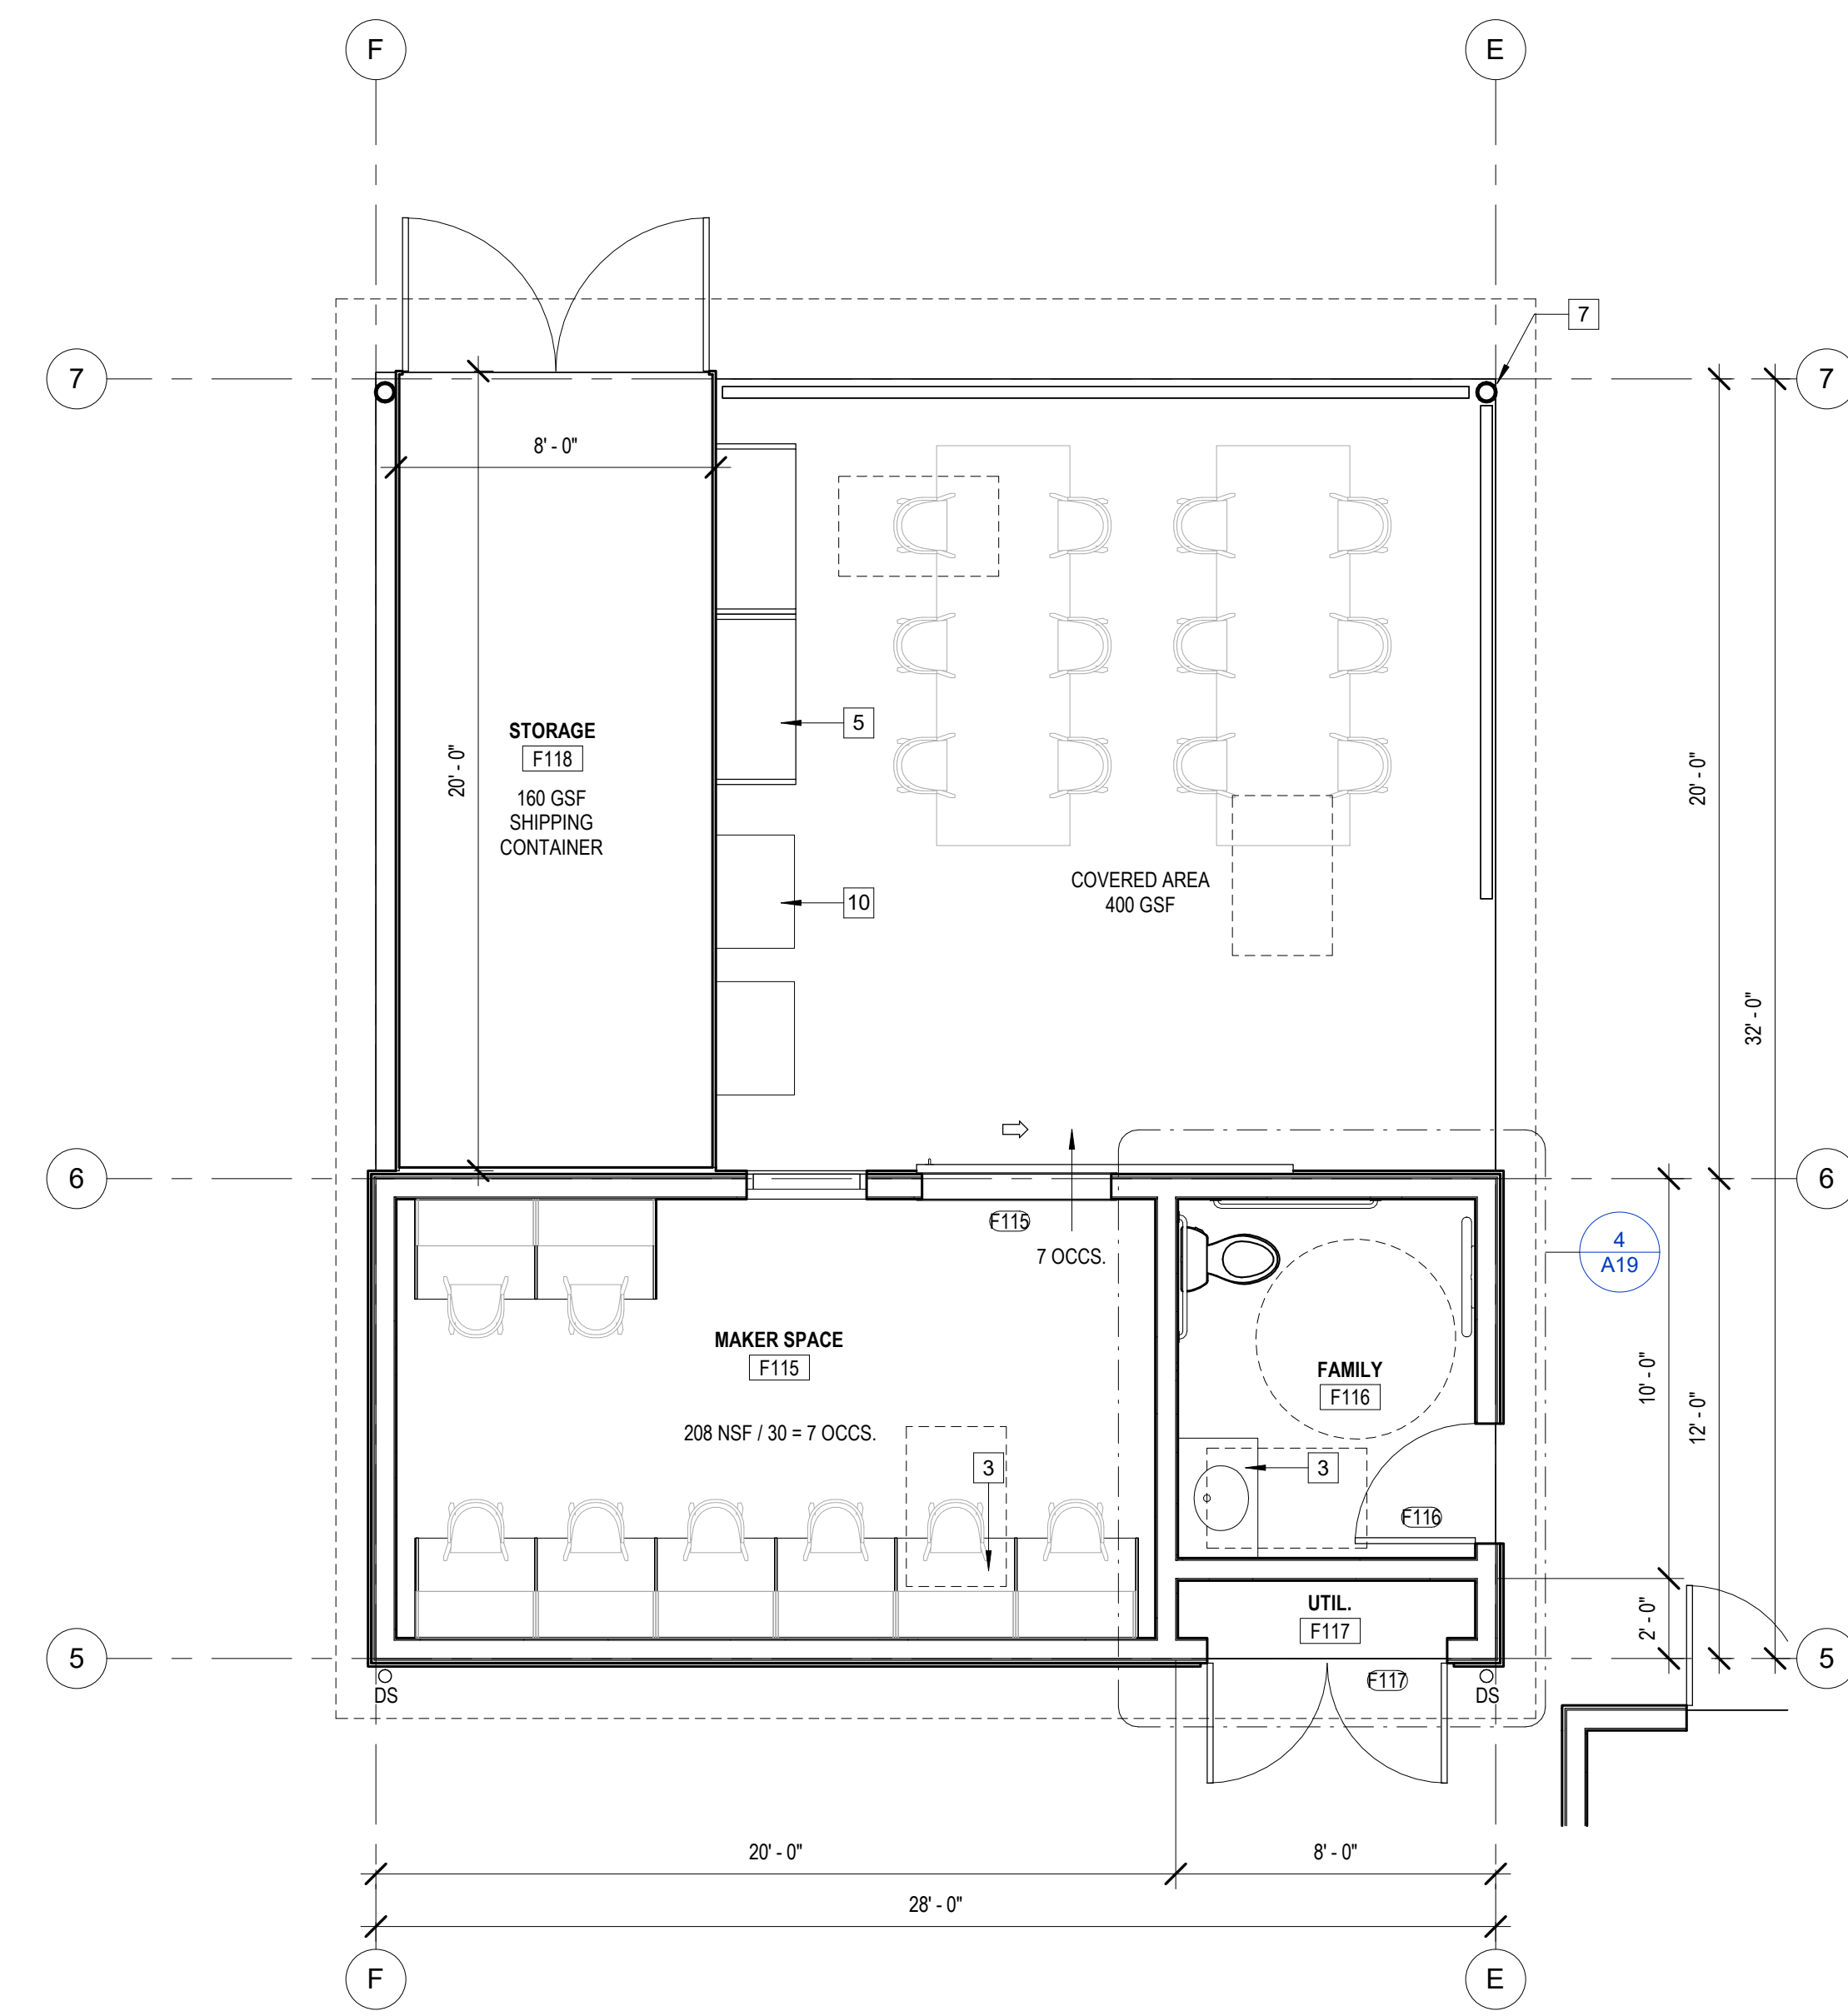 F
E
7
7
7
8' - 0"
5
STORAGE
F118
160 GSF
SHIPPING
CONTAINER
20' - 0"
20' - 0"
10
COVERED AREA
400 GSF
32' - 0"
6
6
F115
7 OCCS.
4
A19
MAKER SPACE
F115
FAMILY
F116
10' - 0"
12' - 0"
208 NSF / 30 = 7 OCCS.
3
3
F116
UTIL.
F117
2' - 0"
5
5
F117
DS
DS
20' - 0"
8' - 0"
28' - 0"
F
E